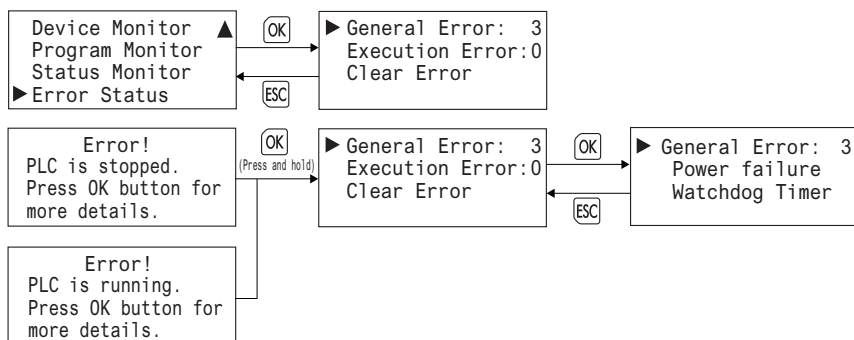 Device Monitor ▲
Program Monitor
Status Monitor
▶Error Status
OK
ESC
▶ General Error: 3
Execution Error:0
Clear Error
Error!
PLC is stopped.
Press OK button for
more details.
OK
(Press and hold)
▶ General Error: 3
Execution Error:0
Clear Error
OK
ESC
▶ General Error: 3
Power failure
Watchdog Timer
Error!
PLC is running.
Press OK button for
more details.